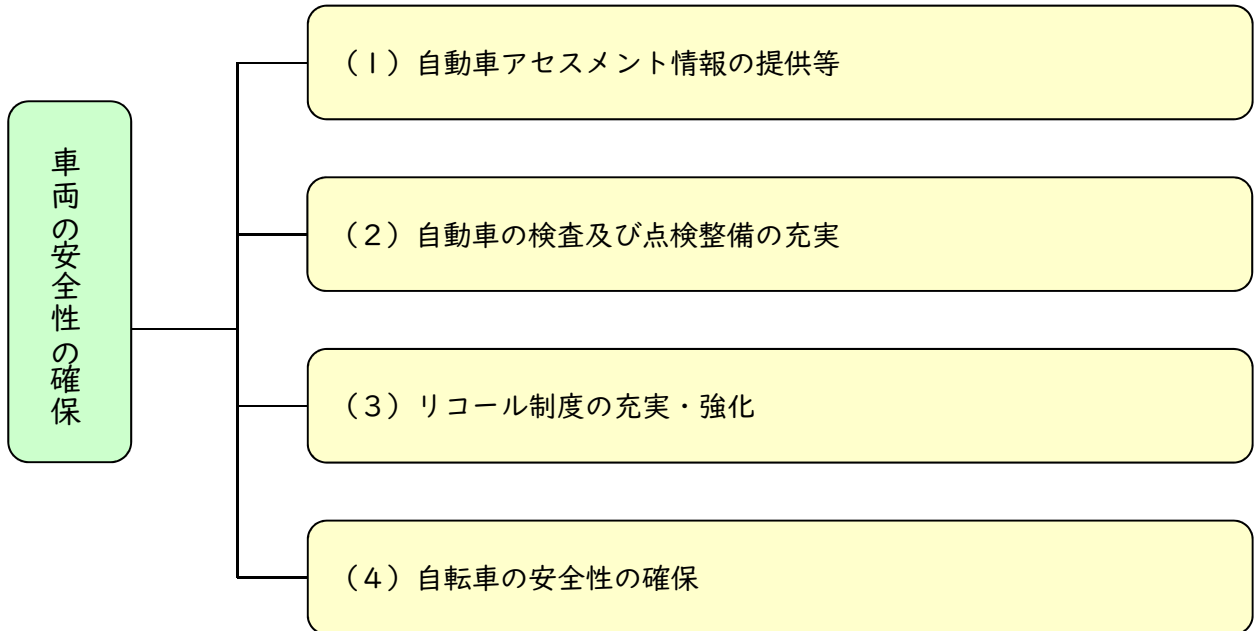 車両の安全性の確保
（１）自動車アセスメント情報の提供等
（２）自動車の検査及び点検整備の充実
（３）リコール制度の充実・強化
（４）自転車の安全性の確保